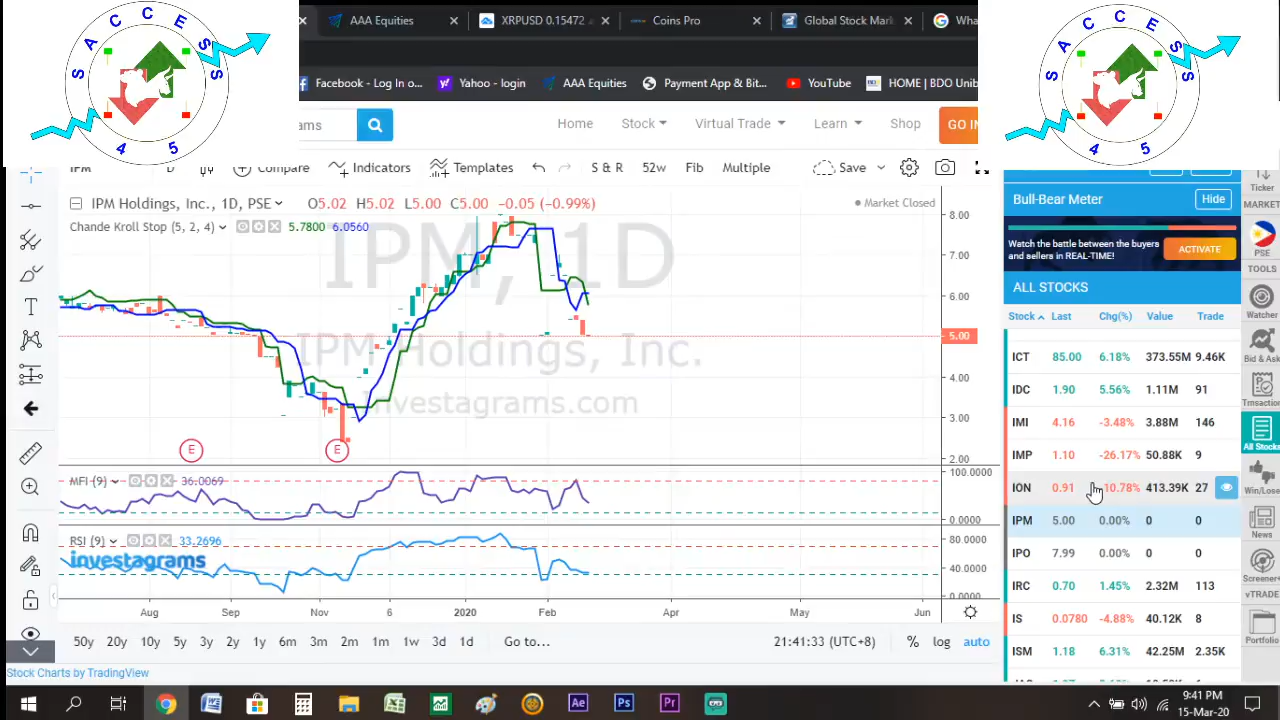 SACCESS
45
AAA Equities
XRPUSD 0.15472
Coins Pro
Global Stock Mark
Wha
SACCESS
45
Facebook - Log In o...
Yahoo - login
AAA Equities
Payment App & Bit...
YouTube
HOME | BDO Unib
ams
Home
Stock
Virtual Trade
Learn
Shop
GO IN
IPM
D
Compare
Indicators
Templates
S & R
52w
Fib
Multiple
Save
IPM Holdings, Inc., 1D, PSE
O5.02 H5.02 L5.00 C5.00 -0.05 (-0.99%)
Market Closed
Chande Kroll Stop (5, 2, 4)
5.7800 6.0560
IPM, 1D
IPM Holdings, Inc.
Investagrams.com
8.00
7.00
6.00
5.00
4.00
3.00
2.00
E
E
MFI (9)
36.0069
100.0000
0.0000
RSI (9)
33.2696
investagrams
80.0000
40.0000
0.0000
Aug
Sep
Nov
6
2020
Feb
Apr
May
Jun
50y
20y
10y
5y
3y
2y
1y
6m
3m
2m
1m
1w
3d
1d
Go to...
21:41:33 (UTC+8)
%
log
auto
Stock Charts by TradingView
Bull-Bear Meter
Hide
Watch the battle between the buyers
and sellers in REAL-TIME!
ACTIVATE
ALL STOCKS
Stock Last Chg(%) Value Trade
ICT 85.00 6.18% 373.55M 9.46K
IDC 1.90 5.56% 1.11M 91
IMI 4.16 -3.48% 3.88M 146
IMP 1.10 -26.17% 50.88K 9
ION 0.91 10.78% 413.39K 27
IPM 5.00 0.00% 0 0
IPO 7.99 0.00% 0 0
IRC 0.70 1.45% 2.32M 113
IS 0.0780 -4.88% 40.12K 8
ISM 1.18 6.31% 42.25M 2.35K
Ticker
MARKET
PSE
TOOLS
Watcher
Bid & Ask
Trnsaction
All Stocks
Win/Lose
News
Screener
vTRADE
Portfolio
W
Ae
Ps
Pr
9:41 PM
15-Mar-20